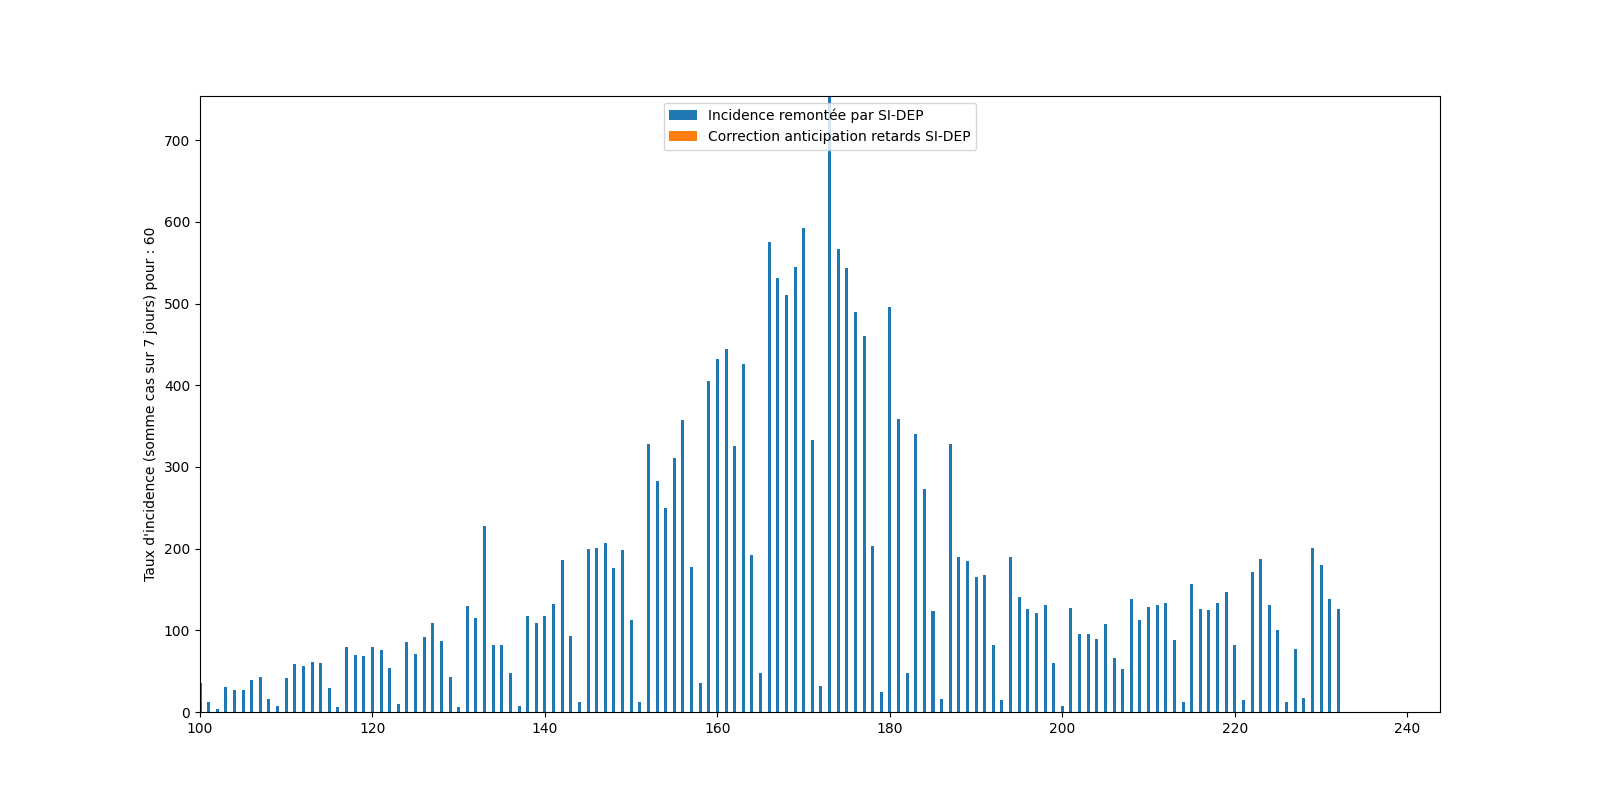 Incidence remontée par SI-DEP
Correction anticipation retards SI-DEP
Taux d'incidence (somme cas sur 7 jours) pour : 60
700
600
500
400
300
200
100
0
100 120 140 160 180 200 220 240